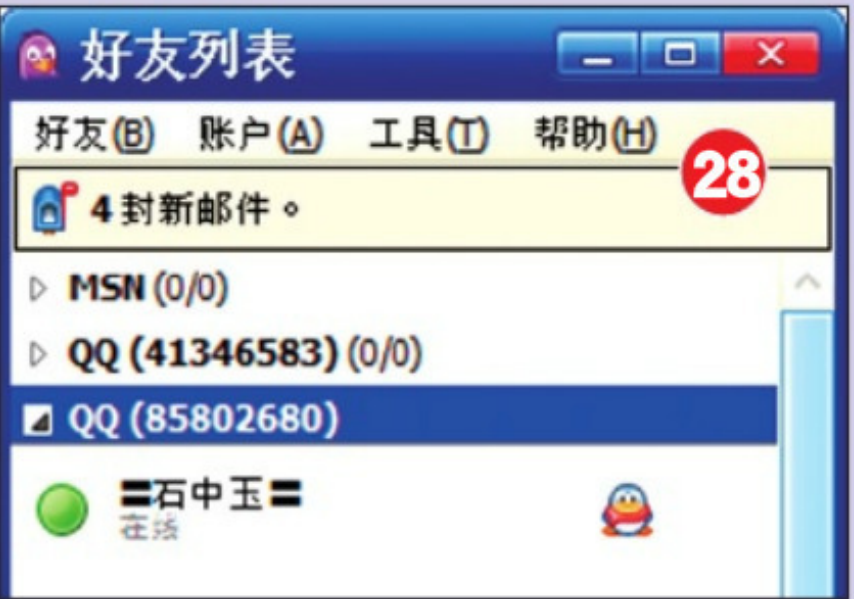 好友列表
好友(B) 账户(A) 工具(T) 帮助(H)
28
4 封新邮件。
MSN (0/0)
QQ (41346583) (0/0)
QQ (85802680)
〓石中玉〓
在线